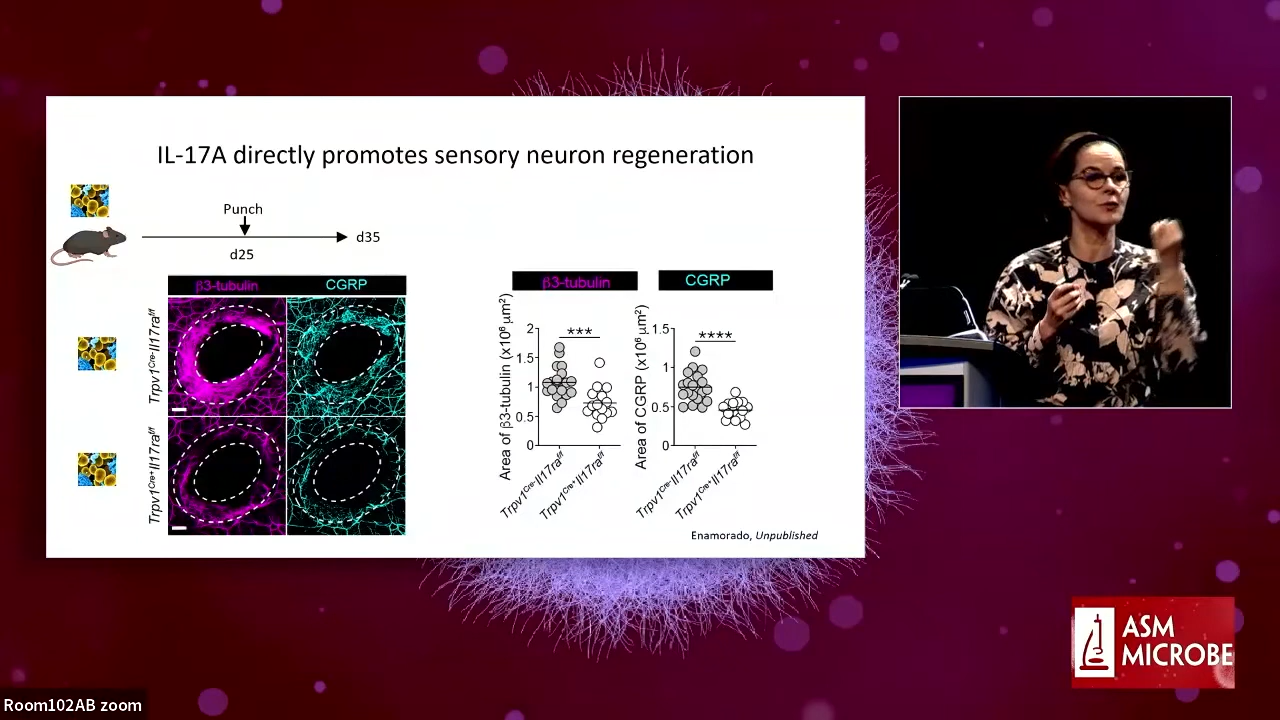 IL-17A directly promotes sensory neuron regeneration
Punch
d25
d35
β3-tubulin
CGRP
Trpv1Cre-Il17raf/f
Trpv1Cre+Il17raf/f
β3-tubulin
CGRP
Area of β3-tubulin (x10⁶ μm²)
2
1.5
1
0.5
0
***
Trpv1Cre-Il17raf/f
Trpv1Cre+Il17raf/f
Area of CGRP (x10⁶ μm²)
1.5
1
0.5
0
****
Trpv1Cre-Il17raf/f
Trpv1Cre+Il17raf/f
Enamorado, Unpublished
ASM
MICROBE
Room102AB zoom